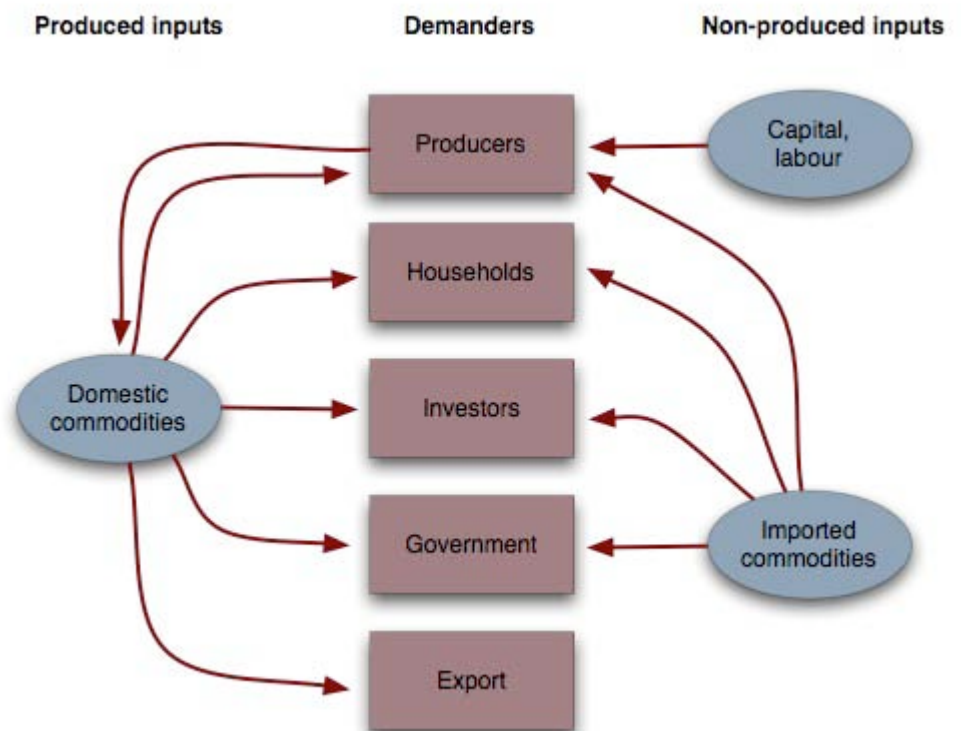 Produced inputs
Demanders
Non-produced inputs
Producers
Capital,
labour
Households
Domestic
commodities
Investors
Government
Imported
commodities
Export